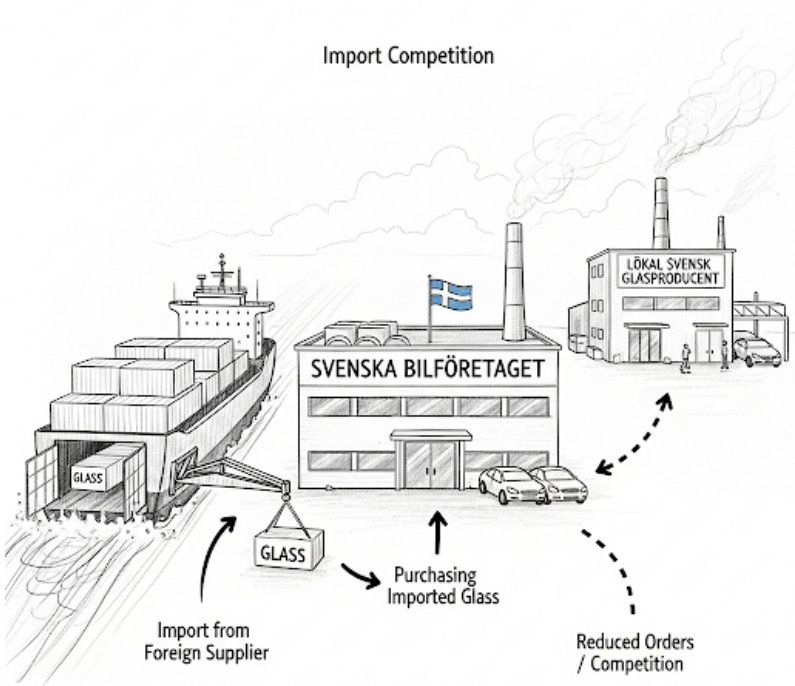 Import Competition
LÖKAL SVENSK
GLASPRODUCENT
SVENSKA BILFÖRETAGET
GLASS
GLASS
Purchasing
Imported Glass
Import from
Foreign Supplier
Reduced Orders
/ Competition